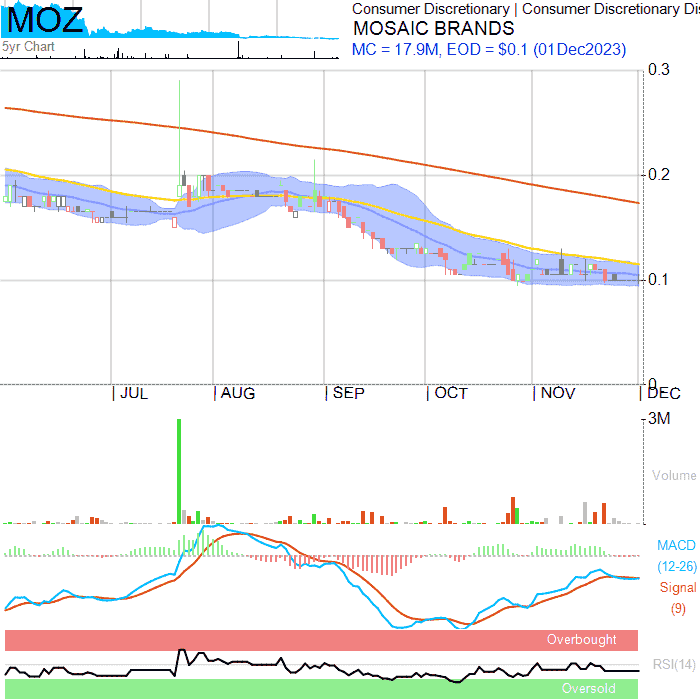 MOZ
5yr Chart
Consumer Discretionary | Consumer Discretionary Dis
MOSAIC BRANDS
MC = 17.9M, EOD = $0.1 (01Dec2023)
0.3
0.2
0.1
0
| JUL | AUG | SEP | OCT | NOV | DEC
3M
Volume
MACD
(12-26)
Signal
(9)
Overbought
RSI(14)
Oversold